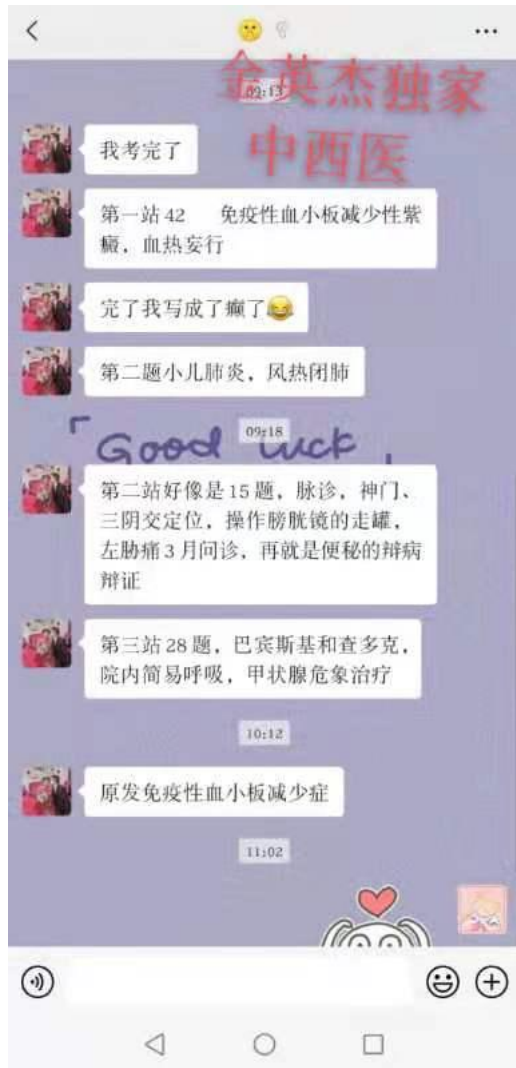 金英杰独家
中西医
09:13
我考完了
第一站 42 免疫性血小板减少性紫
癜，血热妄行
完了我写成了癫了😂
第二题小儿肺炎，风热闭肺
09:18
「Good Luck」
第二站好像是 15 题，脉诊，神门、
三阴交定位，操作膀胱镜的走罐，
左胁痛 3 月问诊，再就是便秘的辩病
辩证
第三站 28 题，巴宾斯基和查多克，
院内简易呼吸，甲状腺危象治疗
10:12
原发免疫性血小板减少症
11:02